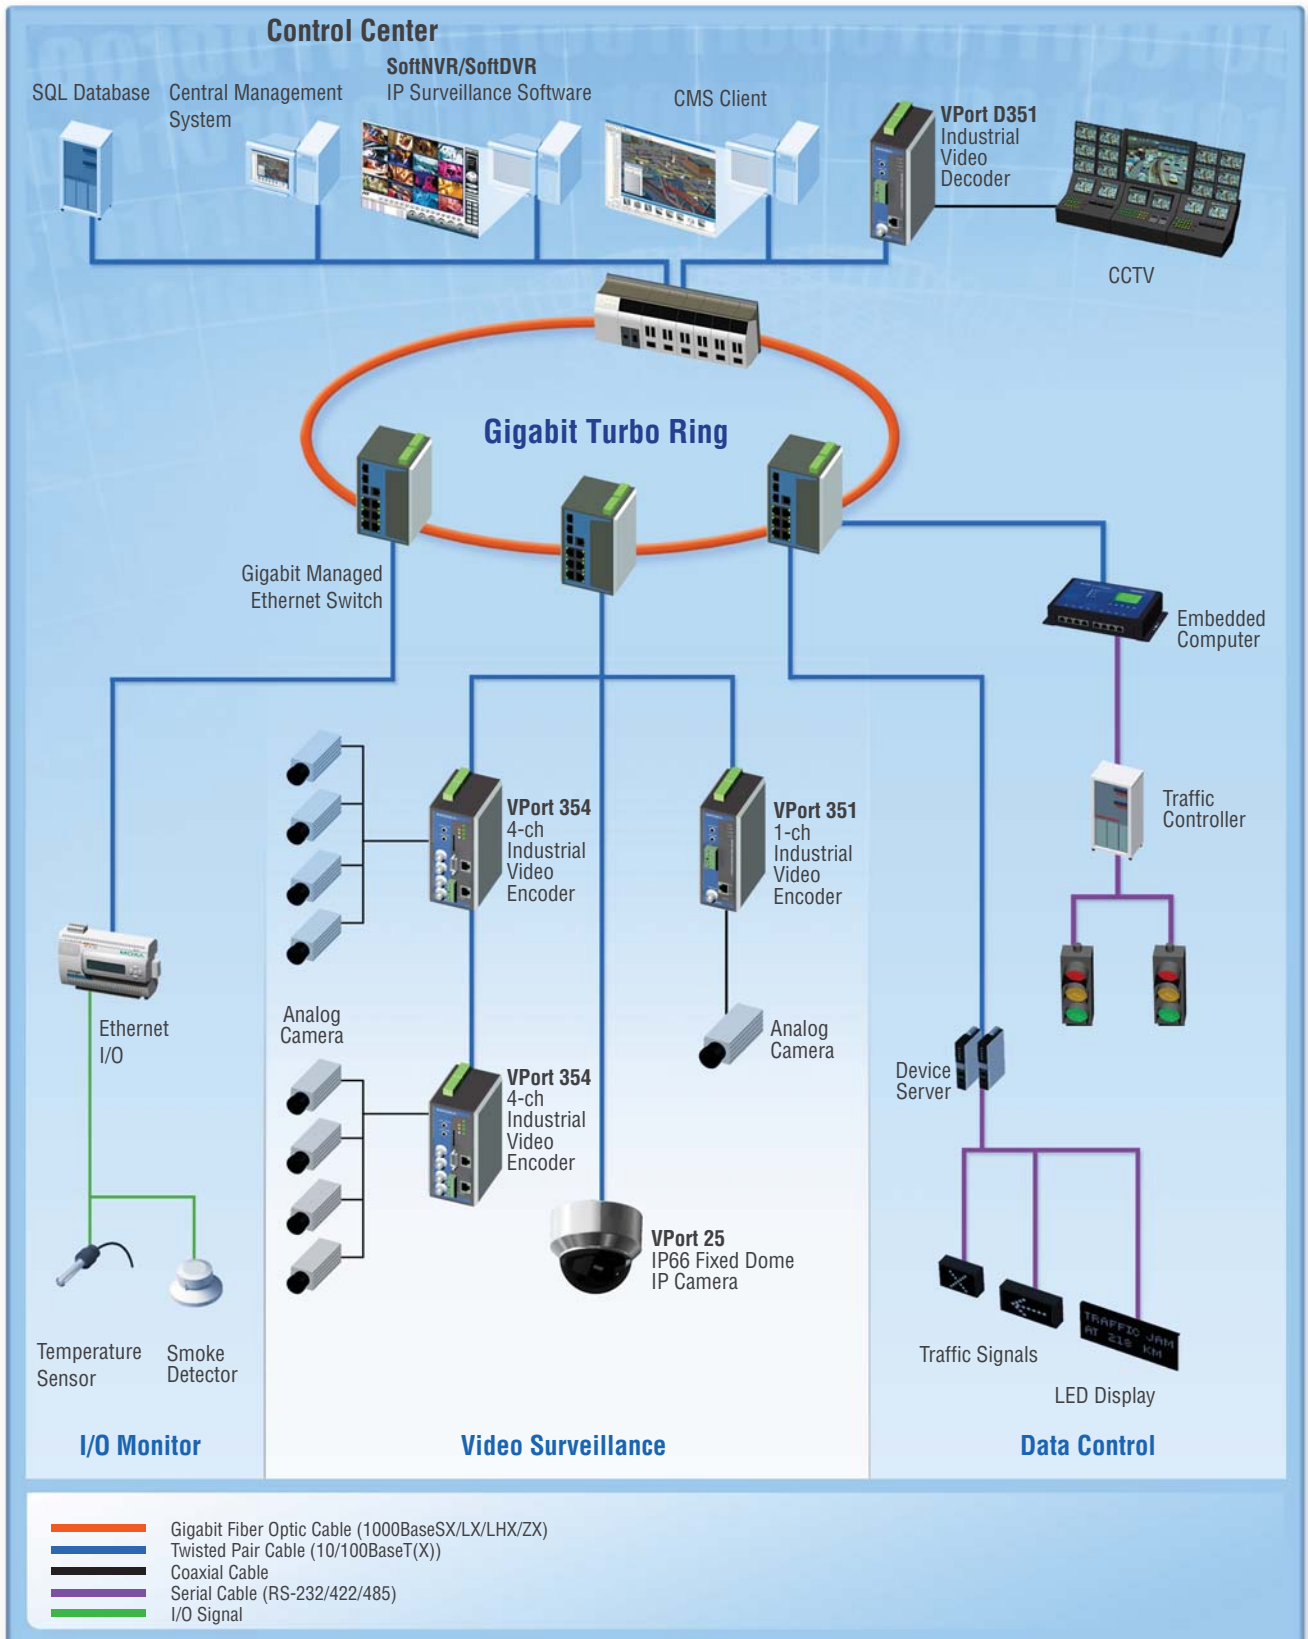 Control Center
SQL Database
Central Management
System
SoftNVR/SoftDVR
IP Surveillance Software
CMS Client
VPort D351
Industrial
Video
Decoder
CCTV
Gigabit Turbo Ring
Gigabit Managed
Ethernet Switch
Embedded
Computer
VPort 354
4-ch
Industrial
Video
Encoder
VPort 351
1-ch
Industrial
Video
Encoder
Traffic
Controller
MOXA
Ethernet
I/O
Analog
Camera
Analog
Camera
VPort 354
4-ch
Industrial
Video
Encoder
Device
Server
VPort 25
IP66 Fixed Dome
IP Camera
TRAFFIC JAM
AT 218 KM
Temperature
Sensor
Smoke
Detector
Traffic Signals
LED Display
I/O Monitor
Video Surveillance
Data Control
Gigabit Fiber Optic Cable (1000BaseSX/LX/LHX/ZX)
Twisted Pair Cable (10/100BaseT(X))
Coaxial Cable
Serial Cable (RS-232/422/485)
I/O Signal